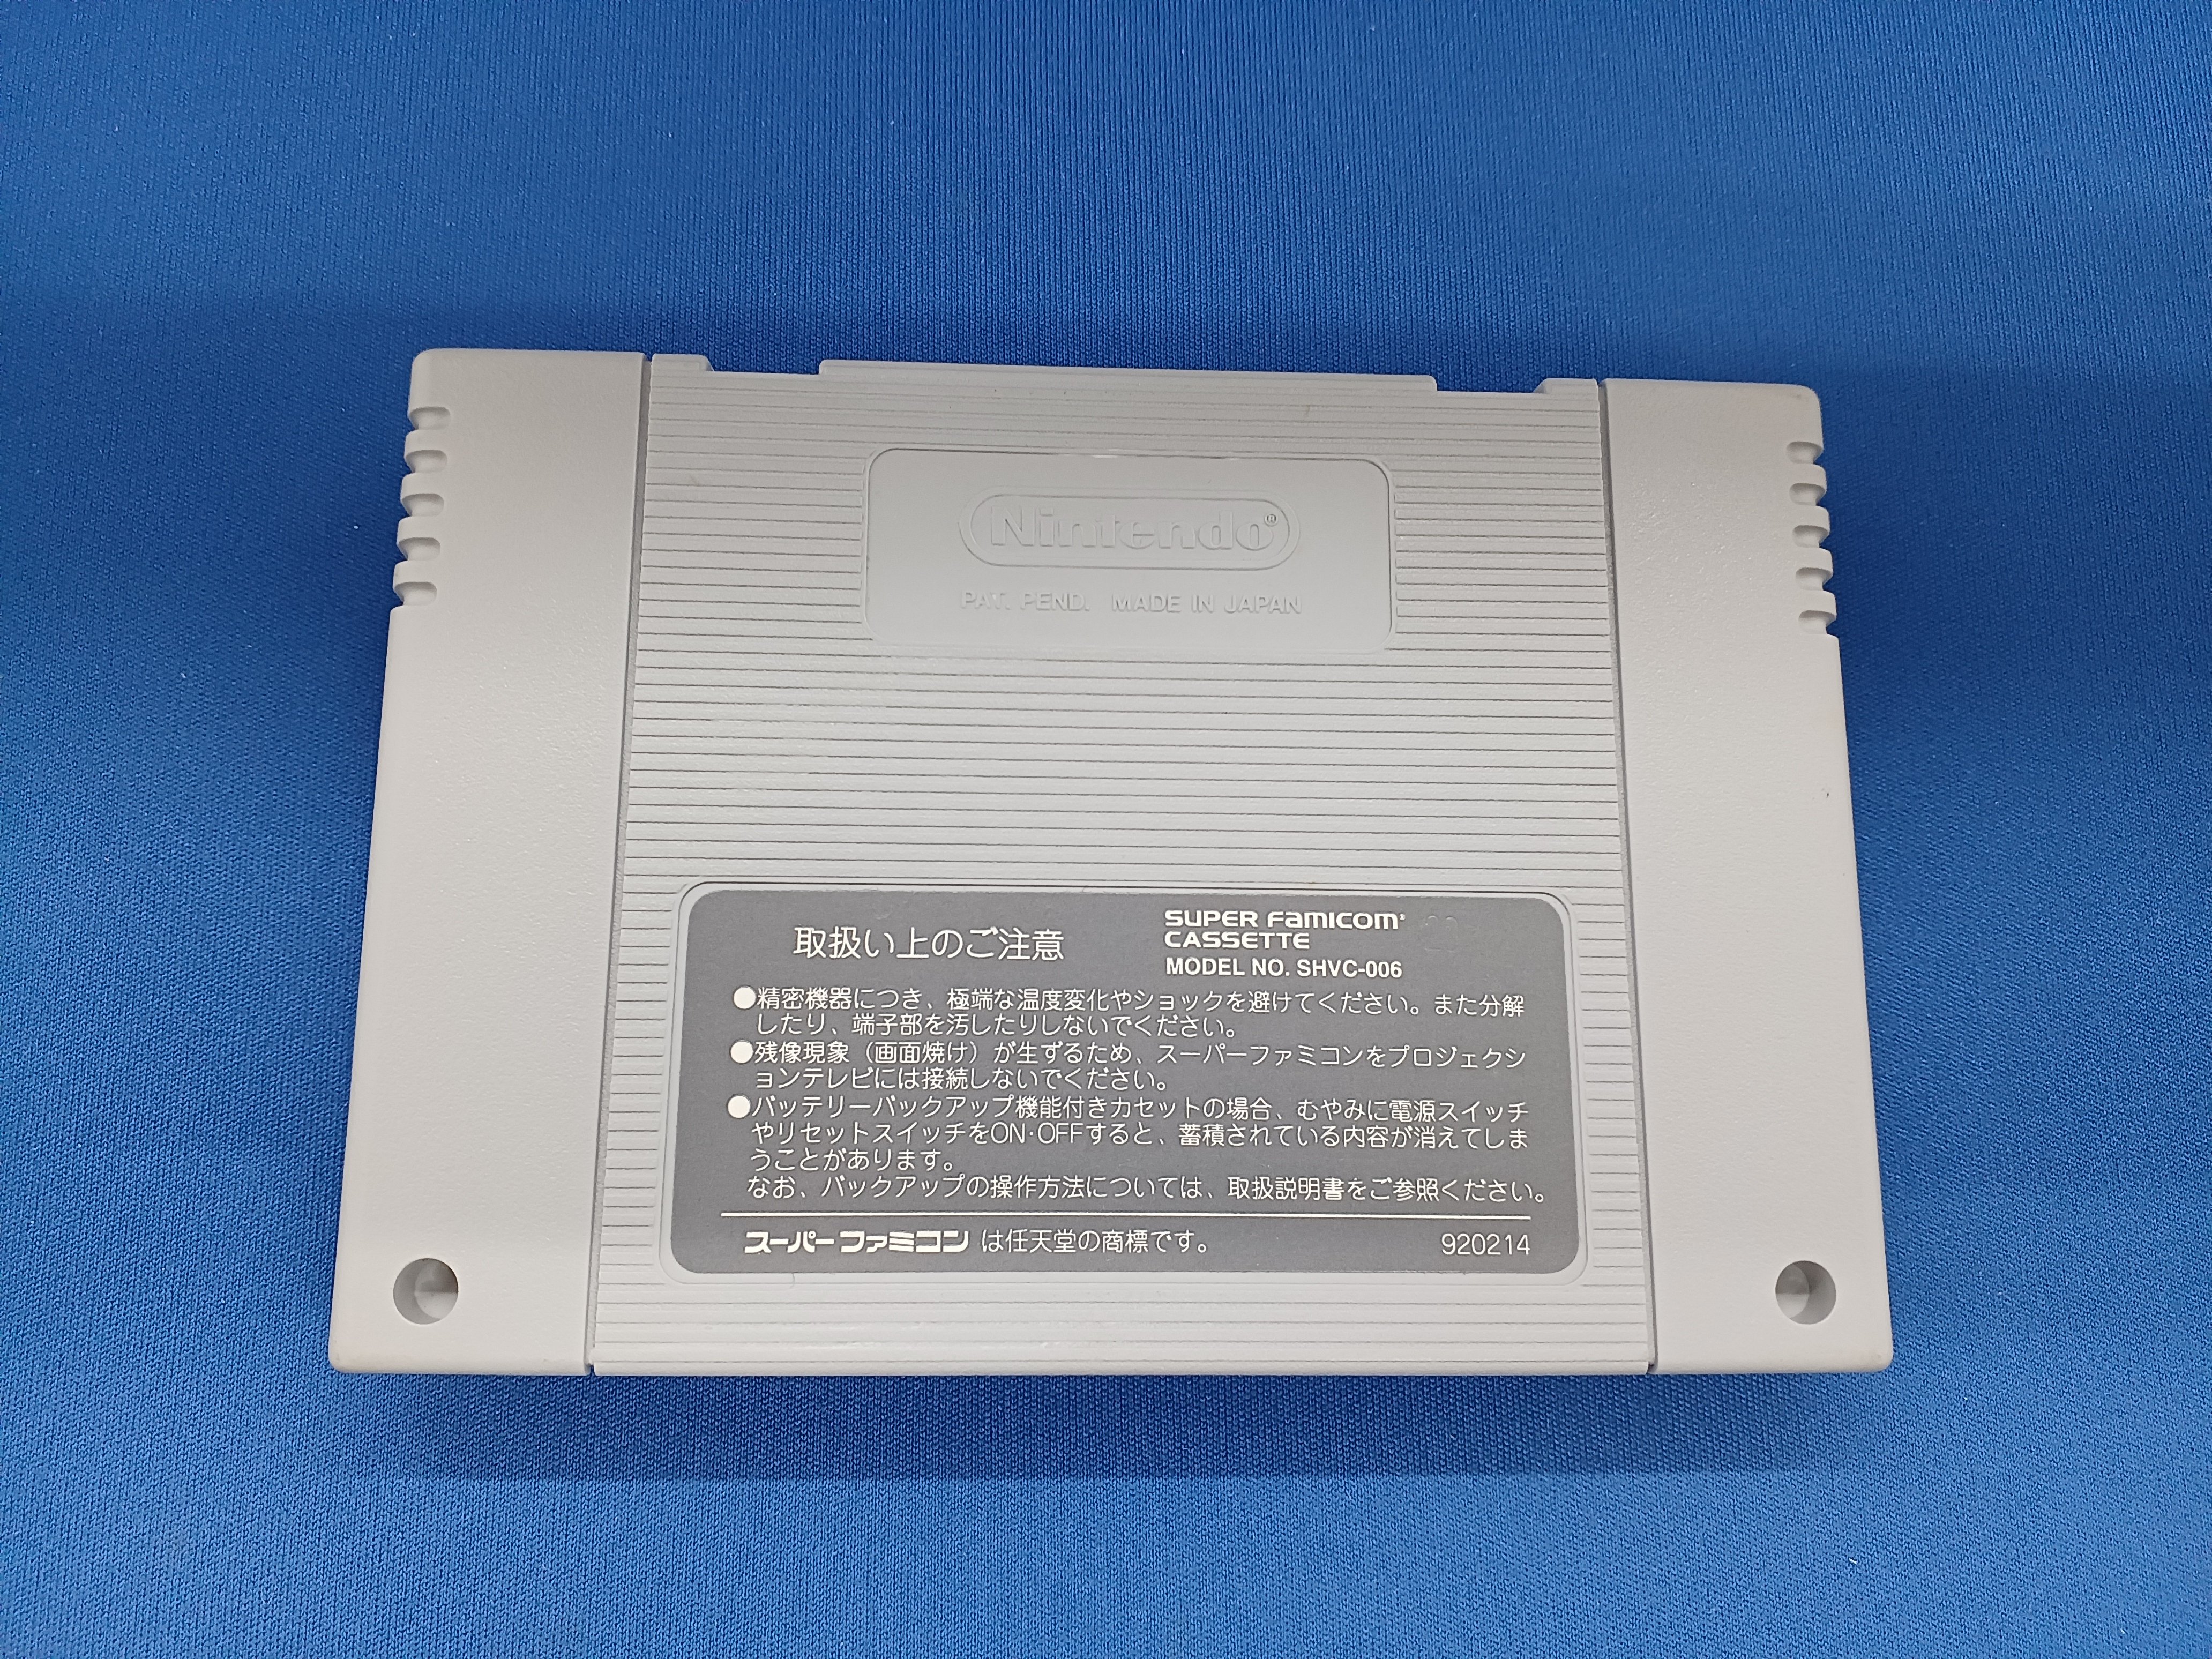 Nintendo®
PAT. PEND. MADE IN JAPAN
取扱い上のご注意
SUPER FAMICOM®
CASSETTE
MODEL NO. SHVC-006
●精密機器につき、極端な温度変化やショックを避けてください。また分解
したり、端子部を汚したりしないでください。
●残像現象（画面焼け）が生ずるため、スーパーファミコンをプロジェクシ
ョンテレビには接続しないでください。
●バッテリーバックアップ機能付きカセットの場合、むやみに電源スイッチ
やリセットスイッチをON・OFFすると、蓄積されている内容が消えてしま
うことがあります。
なお、バックアップの操作方法については、取扱説明書をご参照ください。
スーパーファミコン は任天堂の商標です。 920214